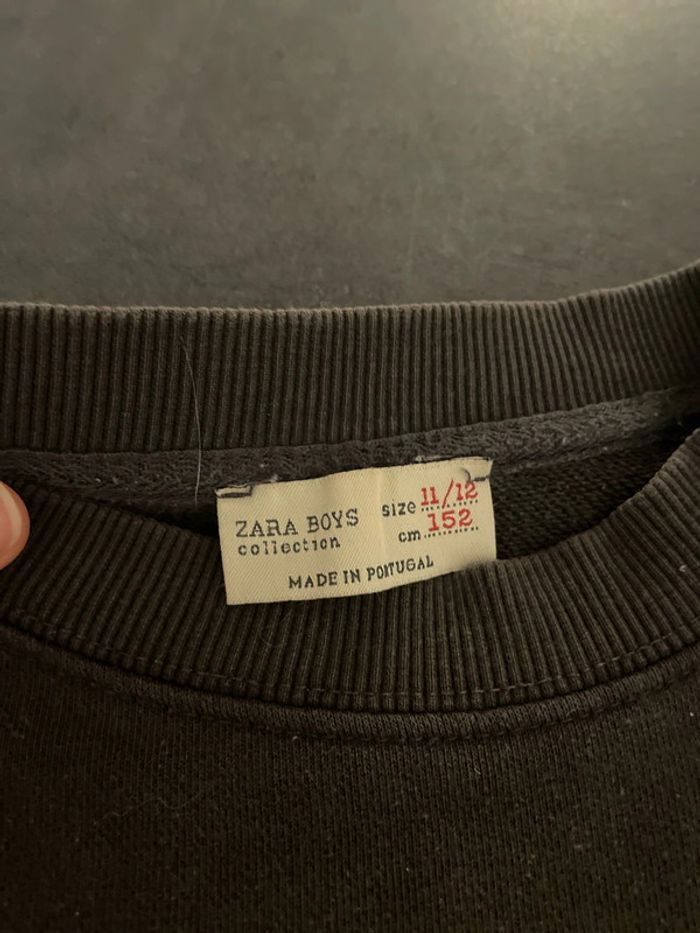 ZARA BOYS
collection
size 11/12
cm 152
MADE IN PORTUGAL